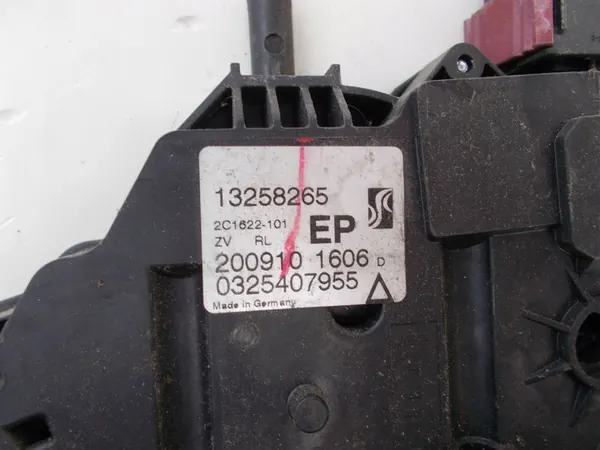 13258265
2C1622-101
ZV RL EP
200910 1606 D
0325407955
Made in Germany